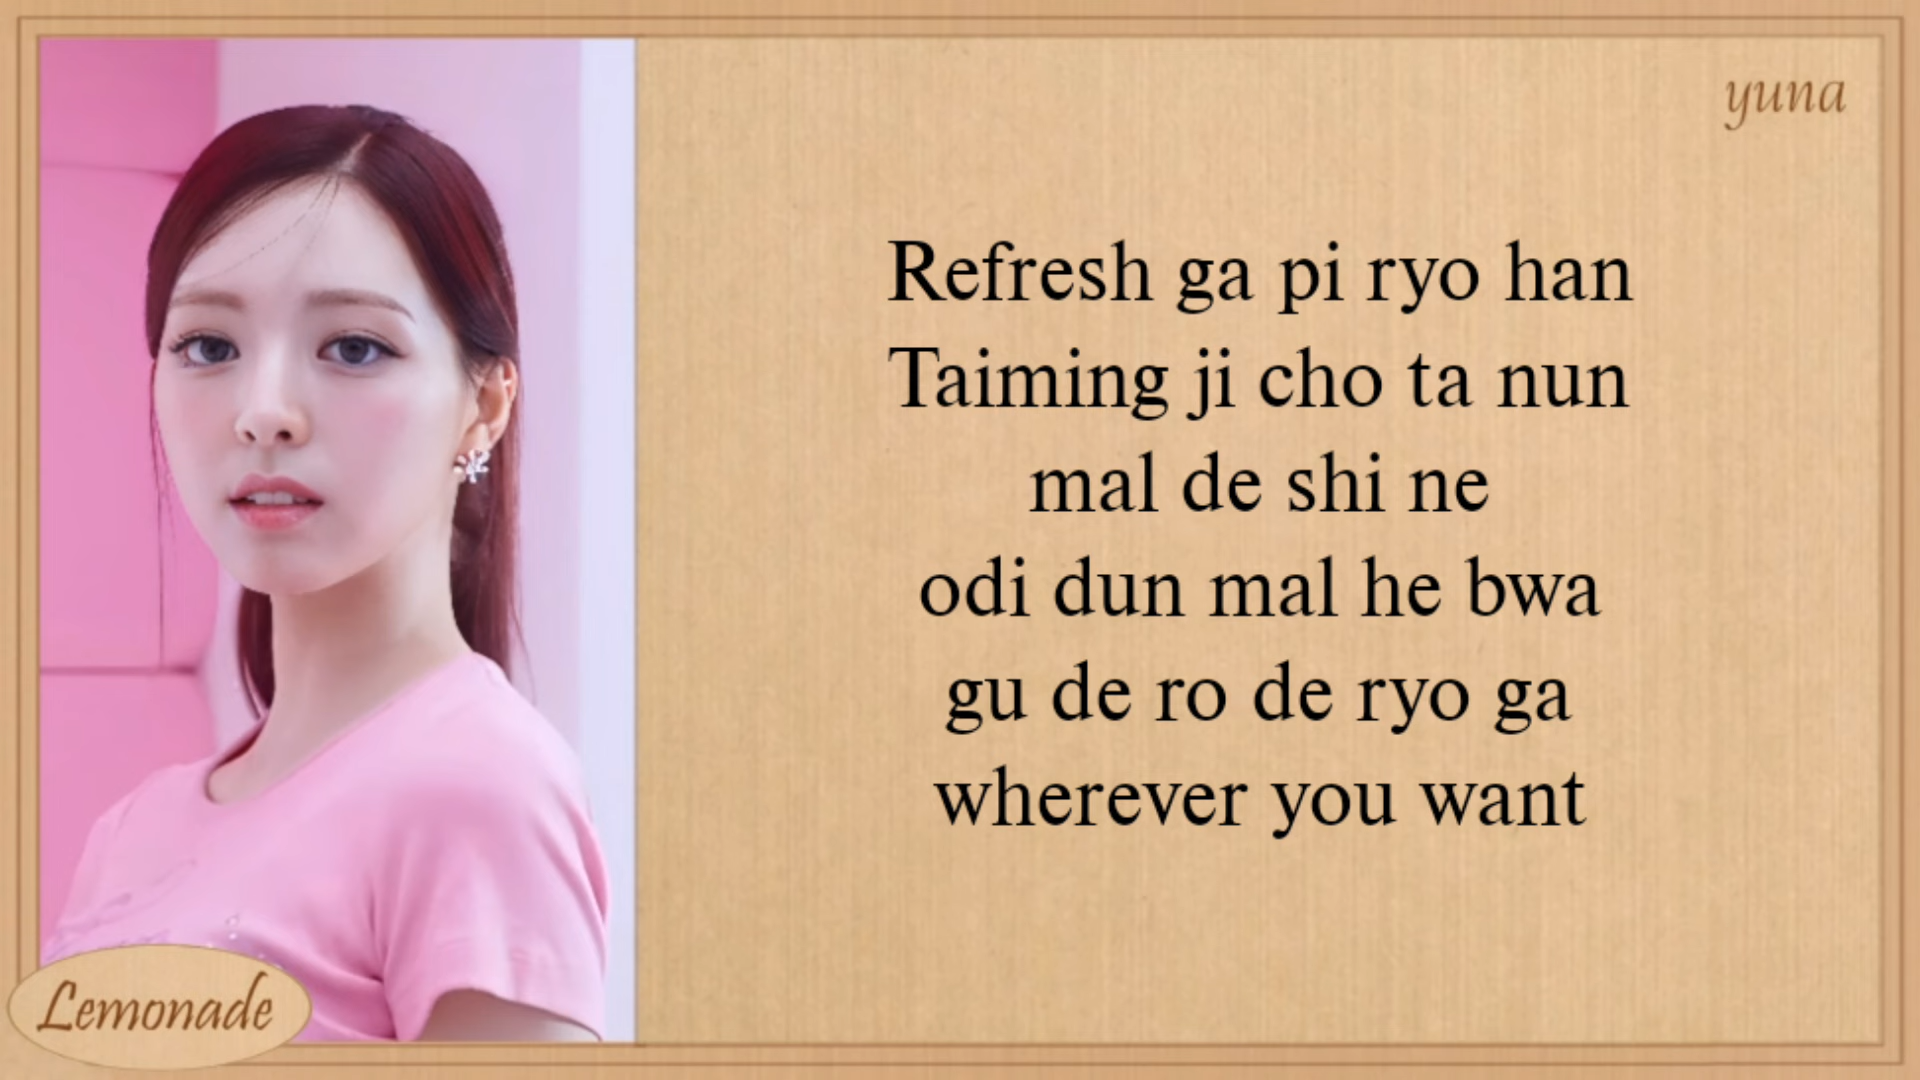 yuna
Refresh ga pi ryo han
Taiming ji cho ta nun
mal de shi ne
odi dun mal he bwa
gu de ro de ryo ga
wherever you want
Lemonade